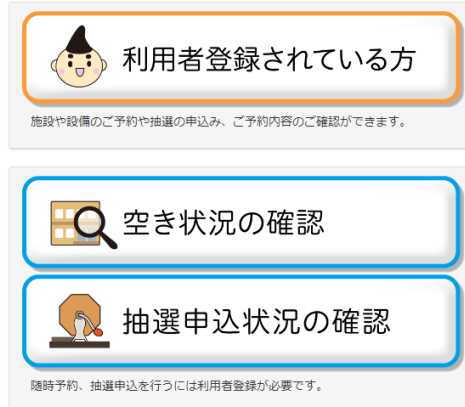 利用者登録されている方
施設や設備のご予約や抽選の申込み、ご予約内容のご確認ができます。
空き状況の確認
抽選申込状況の確認
随時予約、抽選申込を行うには利用者登録が必要です。